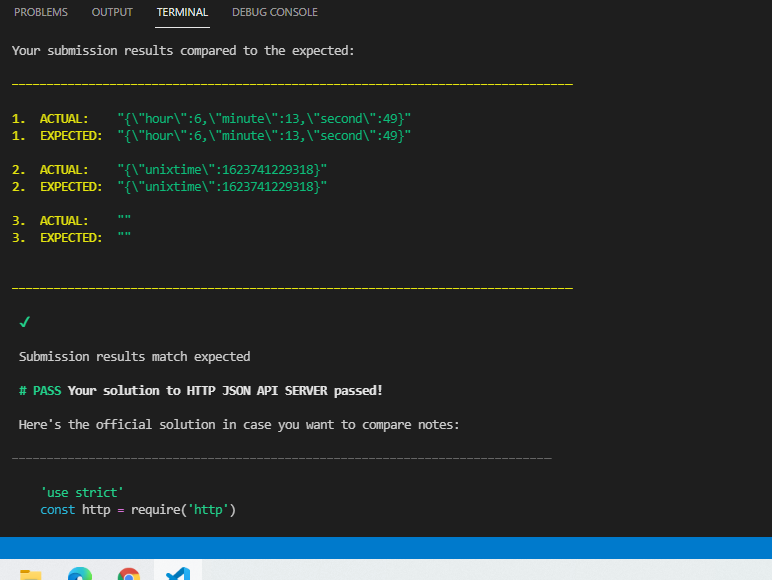 PROBLEMS OUTPUT TERMINAL DEBUG CONSOLE
Your submission results compared to the expected:
1. ACTUAL: "{\"hour\":6,\"minute\":13,\"second\":49}"
1. EXPECTED: "{\"hour\":6,\"minute\":13,\"second\":49}"
2. ACTUAL: "{\"unixtime\":1623741229318}"
2. EXPECTED: "{\"unixtime\":1623741229318}"
3. ACTUAL: ""
3. EXPECTED: ""
✓
Submission results match expected
# PASS Your solution to HTTP JSON API SERVER passed!
Here's the official solution in case you want to compare notes:
'use strict'
const http = require('http')